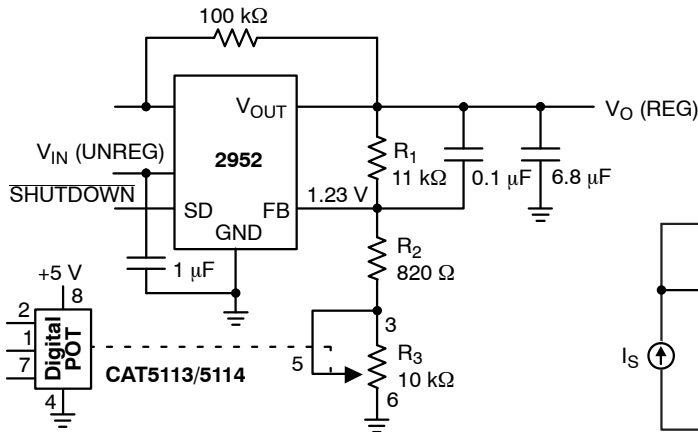 100 kΩ
VOUT
VO (REG)
VIN (UNREG)
2952
R1
11 kΩ
0.1 μF
6.8 μF
SHUTDOWN
1.23 V
SD
FB
GND
R2
820 Ω
1 μF
+5 V
8
2
1
7
4
Digital
POT
CAT5113/5114
3
5
R3
10 kΩ
6
IS